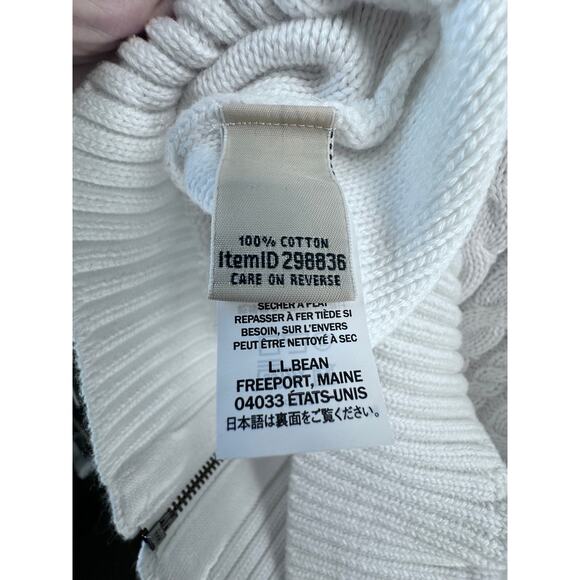 100% COTTON
ItemID 298836
CARE ON REVERSE
SÉCHER À PLAT
REPASSER À FER TIÈDE SI
BESOIN, SUR L'ENVERS
PEUT ÊTRE NETTOYÉ À SEC
L.L.BEAN
FREEPORT, MAINE
04033 ÉTATS-UNIS
日本語は裏面をご覧ください。